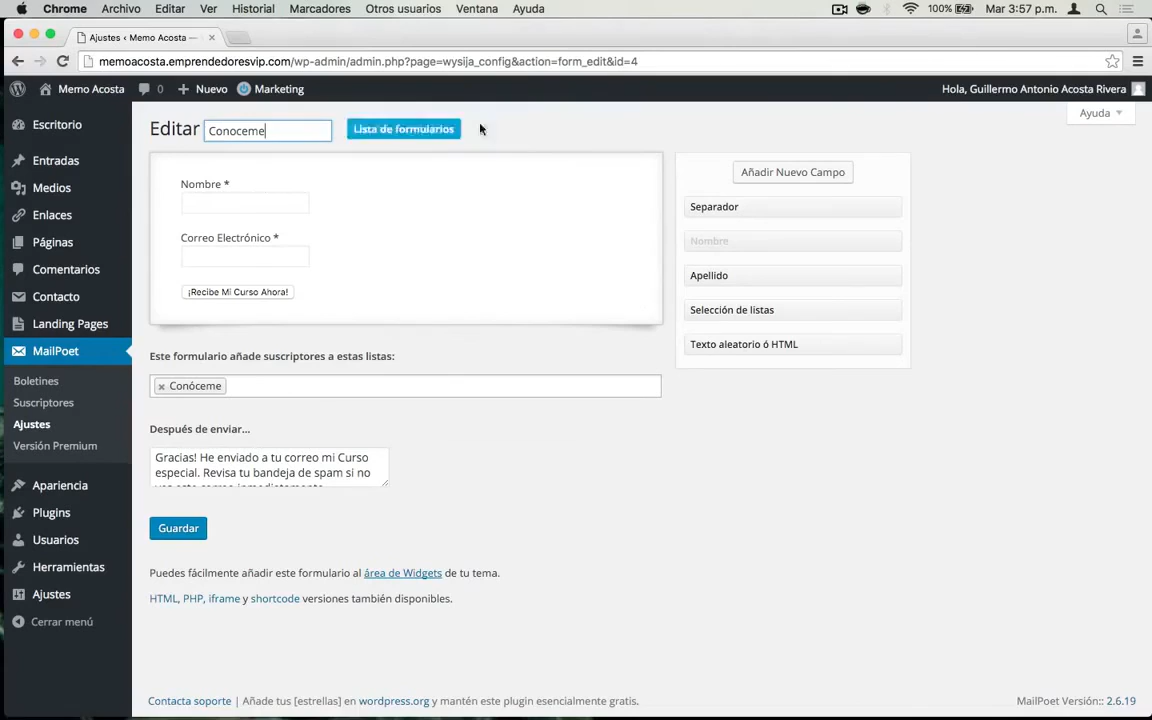 Chrome Archivo Editar Ver Historial Marcadores Otros usuarios Ventana Ayuda 100% Mar 3:57 p.m.
Ajustes ‹ Memo Acosta —
memoacosta.emprendedoresvip.com/wp-admin/admin.php?page=wysija_config&action=form_edit&id=4
Memo Acosta 0 Nuevo Marketing Hola, Guillermo Antonio Acosta Rivera
Ayuda
Escritorio
Entradas
Medios
Enlaces
Páginas
Comentarios
Contacto
Landing Pages
MailPoet
Boletines
Suscriptores
Ajustes
Versión Premium
Apariencia
Plugins
Usuarios
Herramientas
Ajustes
Cerrar menú
Editar Conoceme Lista de formularios
Nombre *
Correo Electrónico *
¡Recibe Mi Curso Ahora!
Este formulario añade suscriptores a estas listas:
× Conóceme
Después de enviar...
Gracias! He enviado a tu correo mi Curso
especial. Revisa tu bandeja de spam si no
Guardar
Puedes fácilmente añadir este formulario al área de Widgets de tu tema.
HTML, PHP, iframe y shortcode versiones también disponibles.
Añadir Nuevo Campo
Separador
Nombre
Apellido
Selección de listas
Texto aleatorio ó HTML
Contacta soporte | Añade tus [estrellas] en wordpress.org y mantén este plugin esencialmente gratis.
MailPoet Versión:: 2.6.19